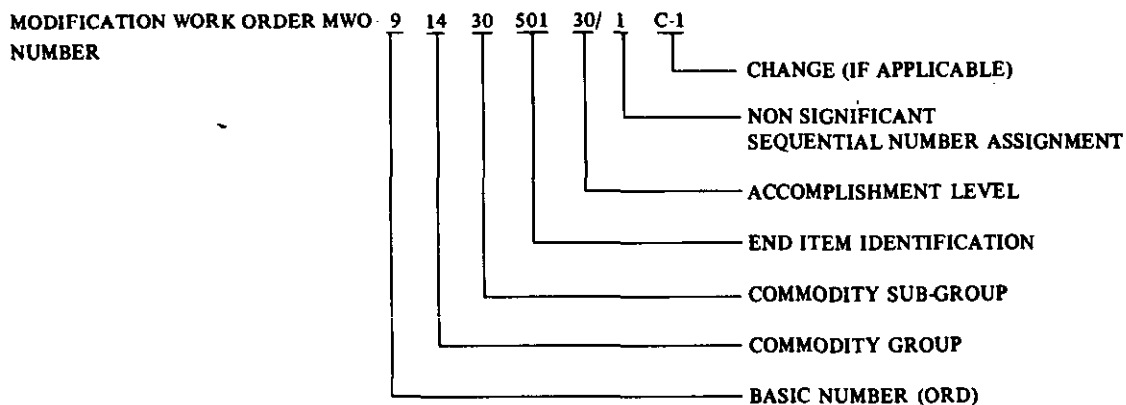 MODIFICATION WORK ORDER MWO 9 14 30 501 30/ 1 C-1
NUMBER
CHANGE (IF APPLICABLE)
NON SIGNIFICANT
SEQUENTIAL NUMBER ASSIGNMENT
ACCOMPLISHMENT LEVEL
END ITEM IDENTIFICATION
COMMODITY SUB-GROUP
COMMODITY GROUP
BASIC NUMBER (ORD)